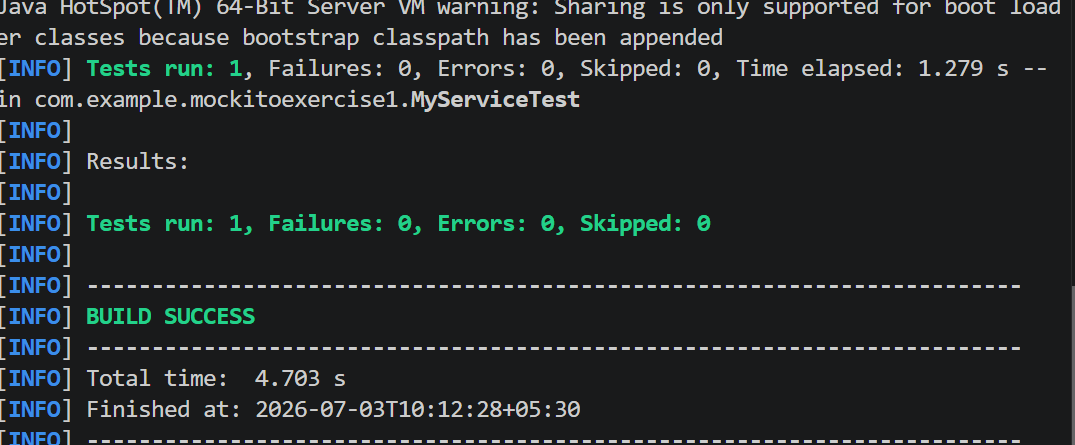 Java HotSpot(TM) 64-Bit Server VM warning: Sharing is only supported for boot load
er classes because bootstrap classpath has been appended
[INFO] Tests run: 1, Failures: 0, Errors: 0, Skipped: 0, Time elapsed: 1.279 s --
in com.example.mockitoexercise1.MyServiceTest
[INFO]
[INFO] Results:
[INFO]
[INFO] Tests run: 1, Failures: 0, Errors: 0, Skipped: 0
[INFO]
[INFO] ------------------------------------------------------------------------
[INFO] BUILD SUCCESS
[INFO] ------------------------------------------------------------------------
[INFO] Total time:  4.703 s
[INFO] Finished at: 2026-07-03T10:12:28+05:30
[INFO] ------------------------------------------------------------------------